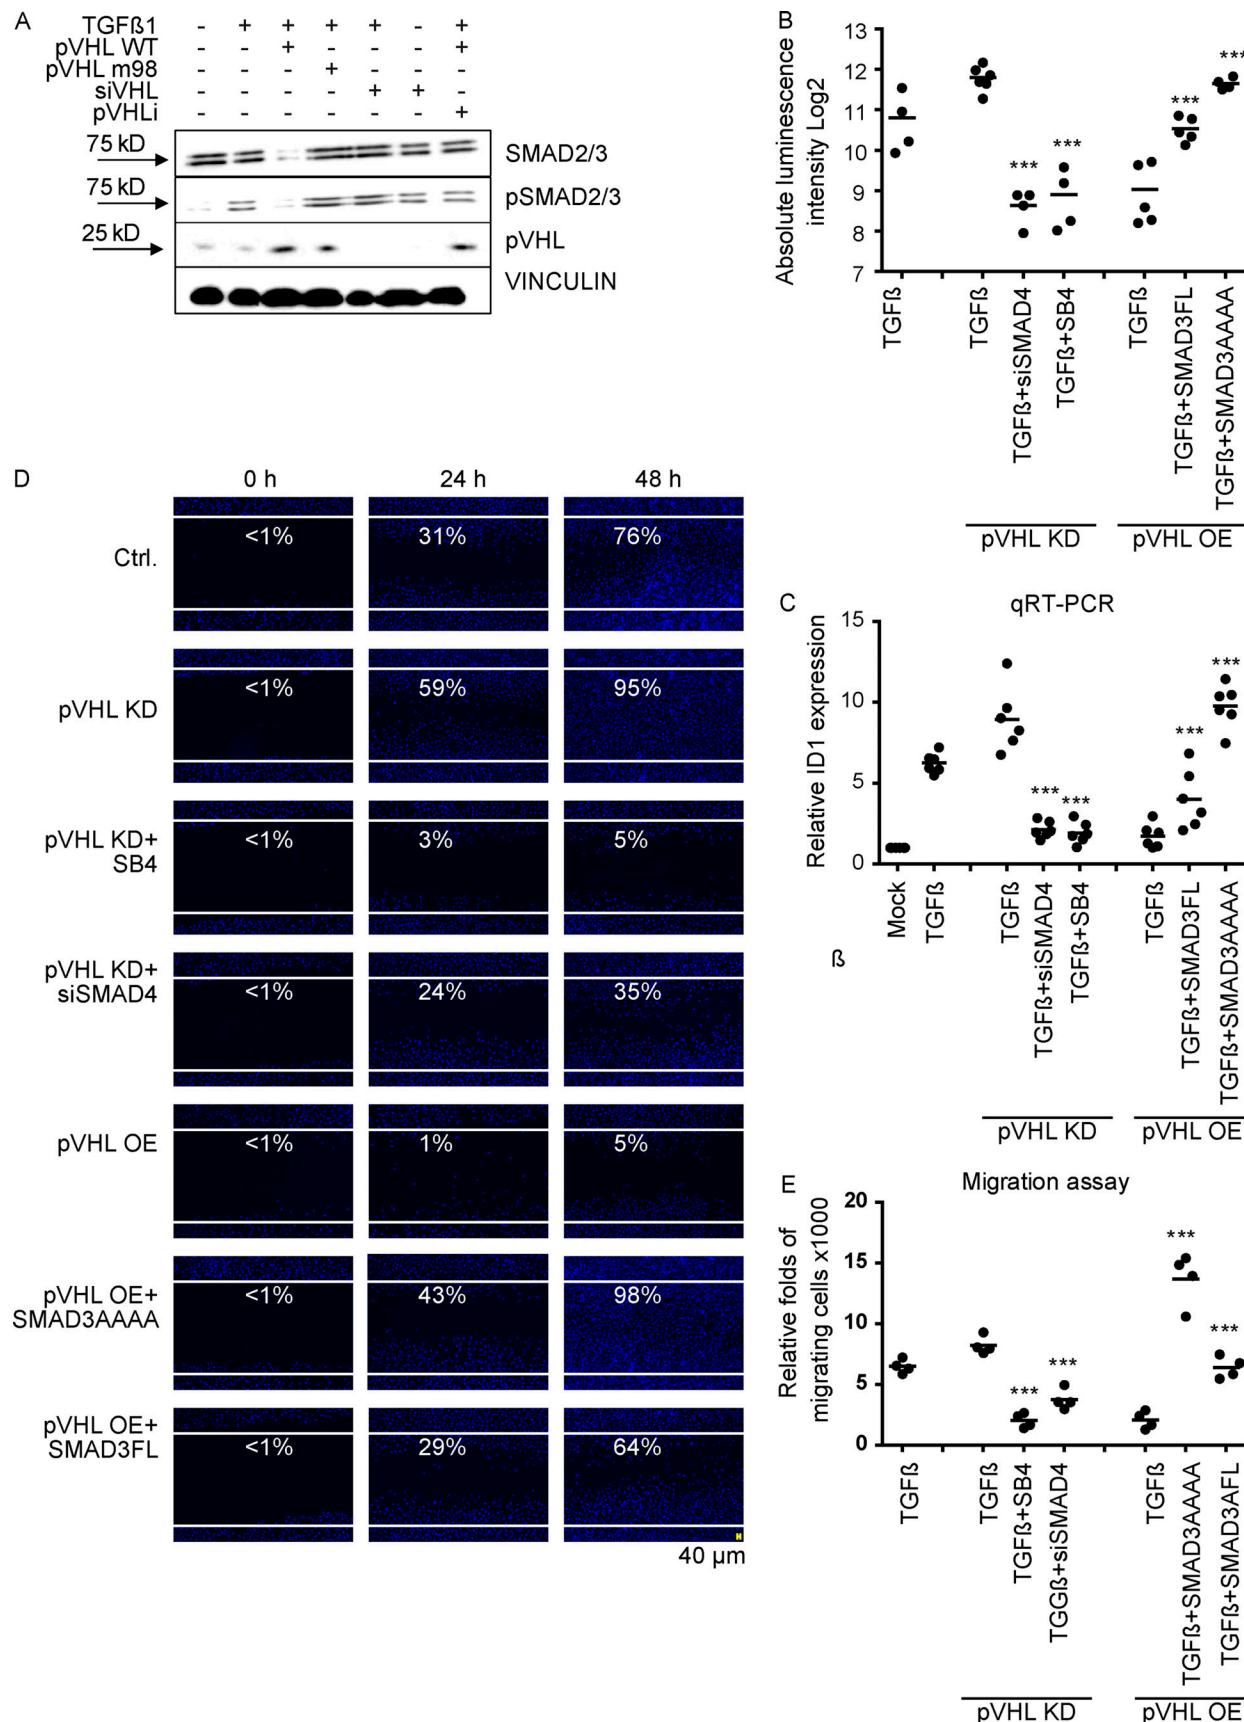 A
TGFß1 - + + + + - +
pVHL WT - - + - - - +
pVHL m98 - - - + - - -
siVHL - - - - + + -
pVHLi - - - - - - +
75 kD
SMAD2/3
75 kD
pSMAD2/3
25 kD
pVHL
VINCULIN
B
Absolute luminescence
intensity Log2
13
12
11
10
9
8
7
***
***
***
***
TGFß
TGFß
TGFß+siSMAD4
TGFß+SB4
TGFß
TGFß+SMAD3FL
TGFß+SMAD3AAAA
pVHL KD
pVHL OE
C
qRT-PCR
Relative ID1 expression
15
10
5
0
***
***
***
***
Mock
TGFß
TGFß
TGFß+siSMAD4
TGFß+SB4
TGFß
TGFß+SMAD3FL
TGFß+SMAD3AAAA
ß
pVHL KD
pVHL OE
D
0 h 24 h 48 h
Ctrl.
<1% 31% 76%
pVHL KD
<1% 59% 95%
pVHL KD+
SB4
<1% 3% 5%
pVHL KD+
siSMAD4
<1% 24% 35%
pVHL OE
<1% 1% 5%
pVHL OE+
SMAD3AAAA
<1% 43% 98%
pVHL OE+
SMAD3FL
<1% 29% 64%
40 µm
E
Migration assay
Relative folds of
migrating cells x1000
20
15
10
5
0
***
***
***
***
TGFß
TGFß
TGFß+SB4
TGGß+siSMAD4
TGFß
TGFß+SMAD3AAAA
TGFß+SMAD3AFL
pVHL KD
pVHL OE